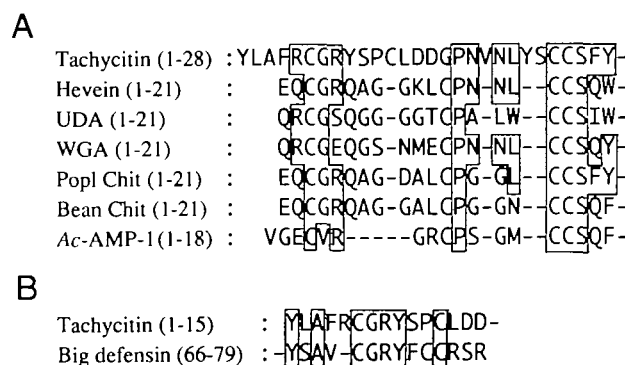 A
Tachycitin (1-28) :YLAFRCGRYSPCLDDGPNVNLYSCCSFY-
Hevein (1-21) : EQCGRQAG-GKLCPN-NL--CCSQW-
UDA (1-21) : QRCGSQGG-GGTCPA-LW--CCSIW-
WGA (1-21) : QRCGEQGS-NMECPN-NL--CCSQY-
Popl Chit (1-21) : EQCGRQAG-DALCPG-GL--CCSFY-
Bean Chit (1-21) : EQCGRQAG-GALCPG-GN--CCSQF-
Ac-AMP-1(1-18) : VGECVR-----GRCPS-GM--CCSQF-
B
Tachycitin (1-15) : -YLAFRCGRYSPCLDD-
Big defensin (66-79) : -YSAV-CGRYFCCRSR